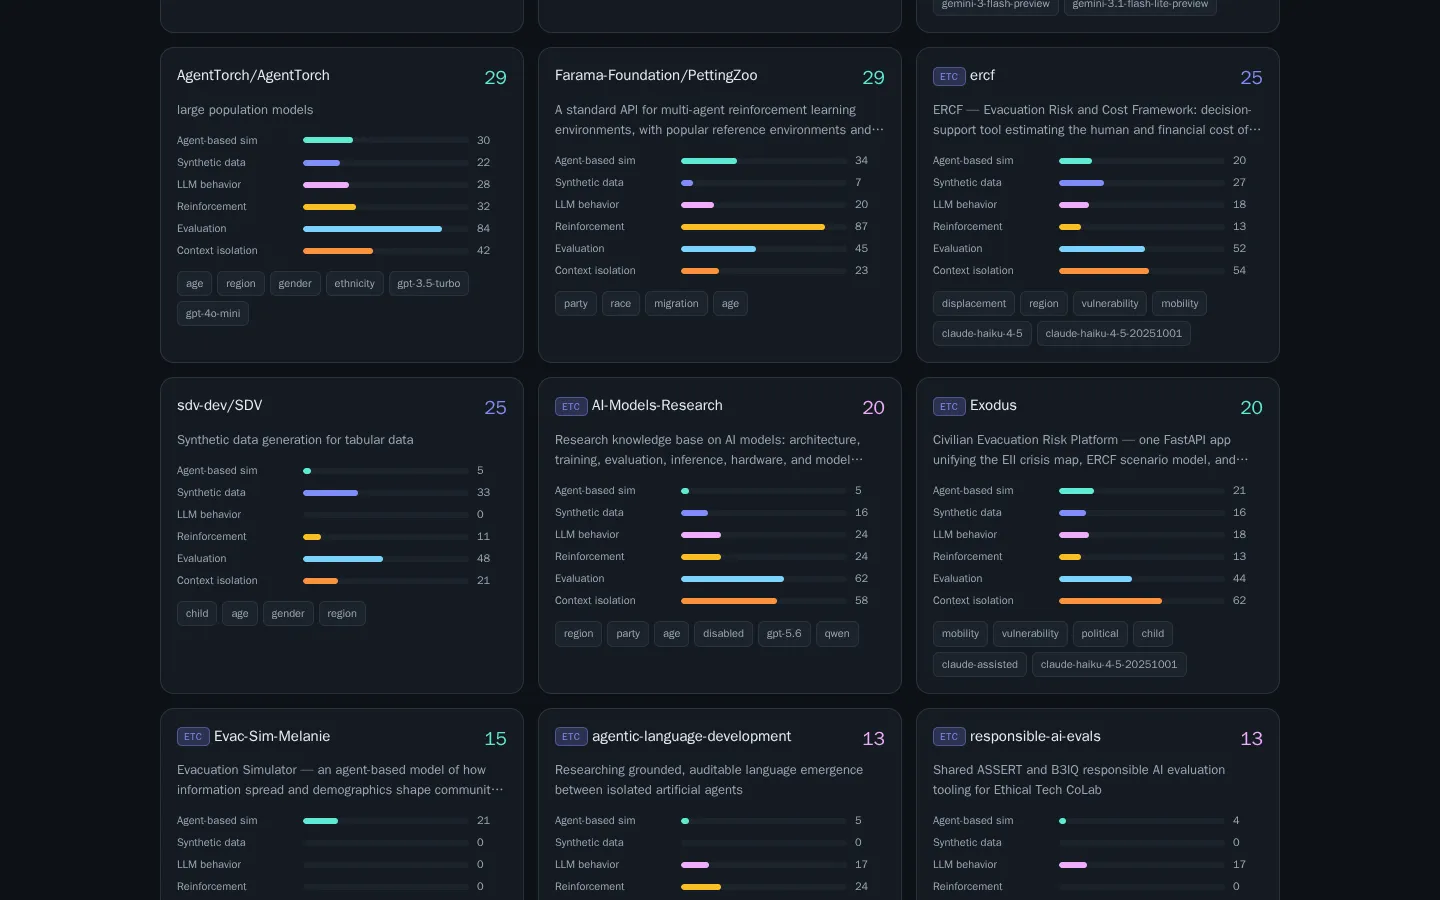 gemini-3-flash-preview
gemini-3.1-flash-lite-preview
AgentTorch/AgentTorch
29
large population models
Agent-based sim 30
Synthetic data 22
LLM behavior 28
Reinforcement 32
Evaluation 84
Context isolation 42
age
region
gender
ethnicity
gpt-3.5-turbo
gpt-4o-mini
Farama-Foundation/PettingZoo
29
A standard API for multi-agent reinforcement learning
environments, with popular reference environments and…
Agent-based sim 34
Synthetic data 7
LLM behavior 20
Reinforcement 87
Evaluation 45
Context isolation 23
party
race
migration
age
ETC ercf
25
ERCF — Evacuation Risk and Cost Framework: decision-
support tool estimating the human and financial cost of…
Agent-based sim 20
Synthetic data 27
LLM behavior 18
Reinforcement 13
Evaluation 52
Context isolation 54
displacement
region
vulnerability
mobility
claude-haiku-4-5
claude-haiku-4-5-20251001
sdv-dev/SDV
25
Synthetic data generation for tabular data
Agent-based sim 5
Synthetic data 33
LLM behavior 0
Reinforcement 11
Evaluation 48
Context isolation 21
child
age
gender
region
ETC AI-Models-Research
20
Research knowledge base on AI models: architecture,
training, evaluation, inference, hardware, and model…
Agent-based sim 5
Synthetic data 16
LLM behavior 24
Reinforcement 24
Evaluation 62
Context isolation 58
region
party
age
disabled
gpt-5.6
qwen
ETC Exodus
20
Civilian Evacuation Risk Platform — one FastAPI app
unifying the EII crisis map, ERCF scenario model, and…
Agent-based sim 21
Synthetic data 16
LLM behavior 18
Reinforcement 13
Evaluation 44
Context isolation 62
mobility
vulnerability
political
child
claude-assisted
claude-haiku-4-5-20251001
ETC Evac-Sim-Melanie
15
Evacuation Simulator — an agent-based model of how
information spread and demographics shape communit…
Agent-based sim 21
Synthetic data 0
LLM behavior 0
Reinforcement 0
ETC agentic-language-development
13
Researching grounded, auditable language emergence
between isolated artificial agents
Agent-based sim 5
Synthetic data 0
LLM behavior 17
Reinforcement 24
ETC responsible-ai-evals
13
Shared ASSERT and B3IQ responsible AI evaluation
tooling for Ethical Tech CoLab
Agent-based sim 4
Synthetic data 0
LLM behavior 17
Reinforcement 0